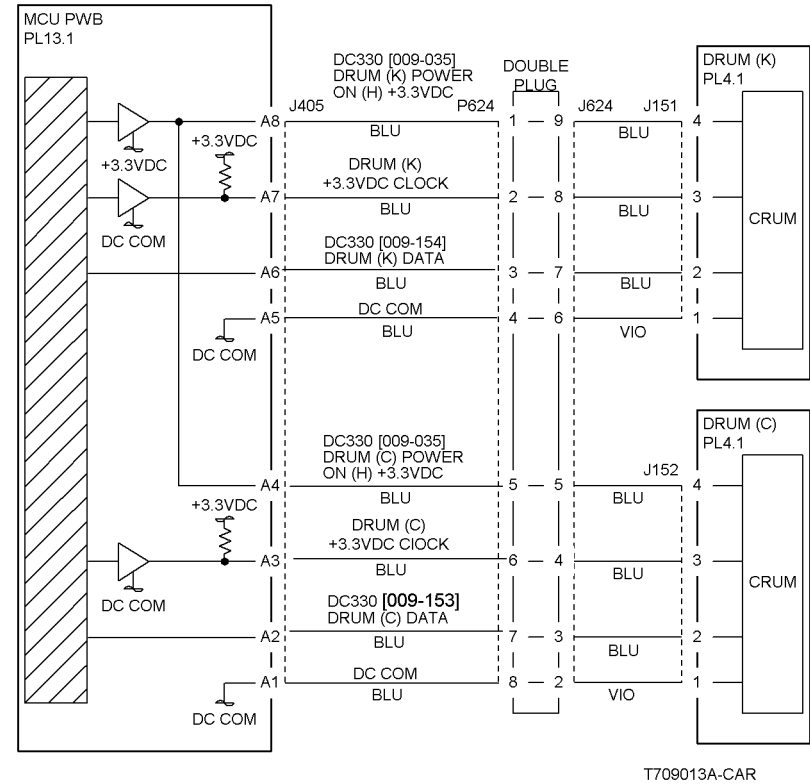 MCU PWB
PL13.1
DC330 [009-035]
DRUM (K) POWER
ON (H) +3.3VDC
DOUBLE
PLUG
DRUM (K)
PL4.1
A8
J405
P624
J624
J151
BLU
1 9
BLU
4
+3.3VDC
+3.3VDC
DRUM (K)
+3.3VDC CLOCK
A7
BLU
2 8
BLU
3
CRUM
DC COM
DC330 [009-154]
DRUM (K) DATA
A6
BLU
3 7
BLU
2
DC COM
A5
BLU
4 6
VIO
1
DC COM
DRUM (C)
PL4.1
DC330 [009-035]
DRUM (C) POWER
ON (H) +3.3VDC
J152
A4
BLU
5 5
BLU
4
+3.3VDC
DRUM (C)
+3.3VDC ClOCK
A3
BLU
6 4
BLU
3
CRUM
DC COM
DC330 [009-153]
DRUM (C) DATA
A2
BLU
7 3
BLU
2
DC COM
A1
BLU
8 2
VIO
1
DC COM
T709013A-CAR